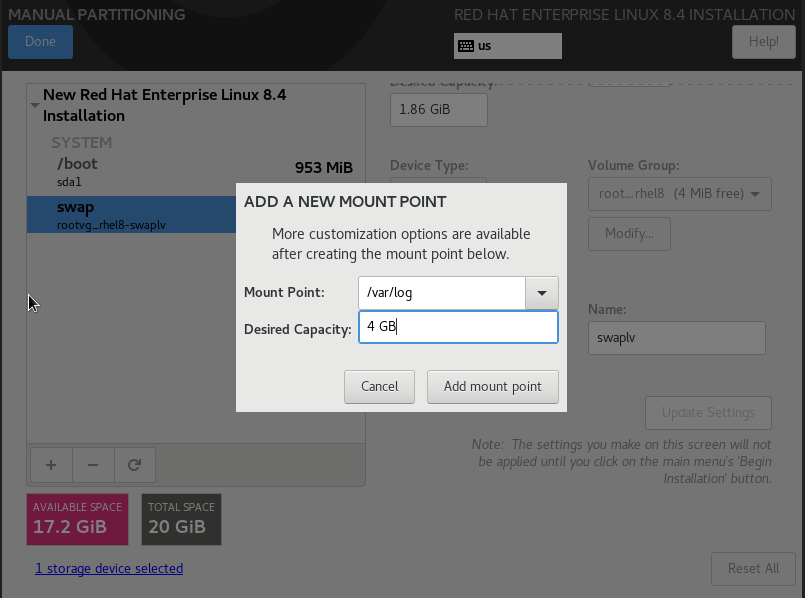 MANUAL PARTITIONING
RED HAT ENTERPRISE LINUX 8.4 INSTALLATION
Done
us
Help!
New Red Hat Enterprise Linux 8.4
Installation
SYSTEM
/boot
953 MiB
sda1
swap
rootvg_rhel8-swaplv
Desired Capacity:
1.86 GiB
Device Type:
Volume Group:
root...rhel8 (4 MiB free)
Modify...
ADD A NEW MOUNT POINT
More customization options are available
after creating the mount point below.
Mount Point:
/var/log
Desired Capacity:
4 GB
Cancel
Add mount point
Name:
swaplv
Update Settings
Note: The settings you make on this screen will not
be applied until you click on the main menu's 'Begin
Installation' button.
AVAILABLE SPACE
17.2 GiB
TOTAL SPACE
20 GiB
1 storage device selected
Reset All